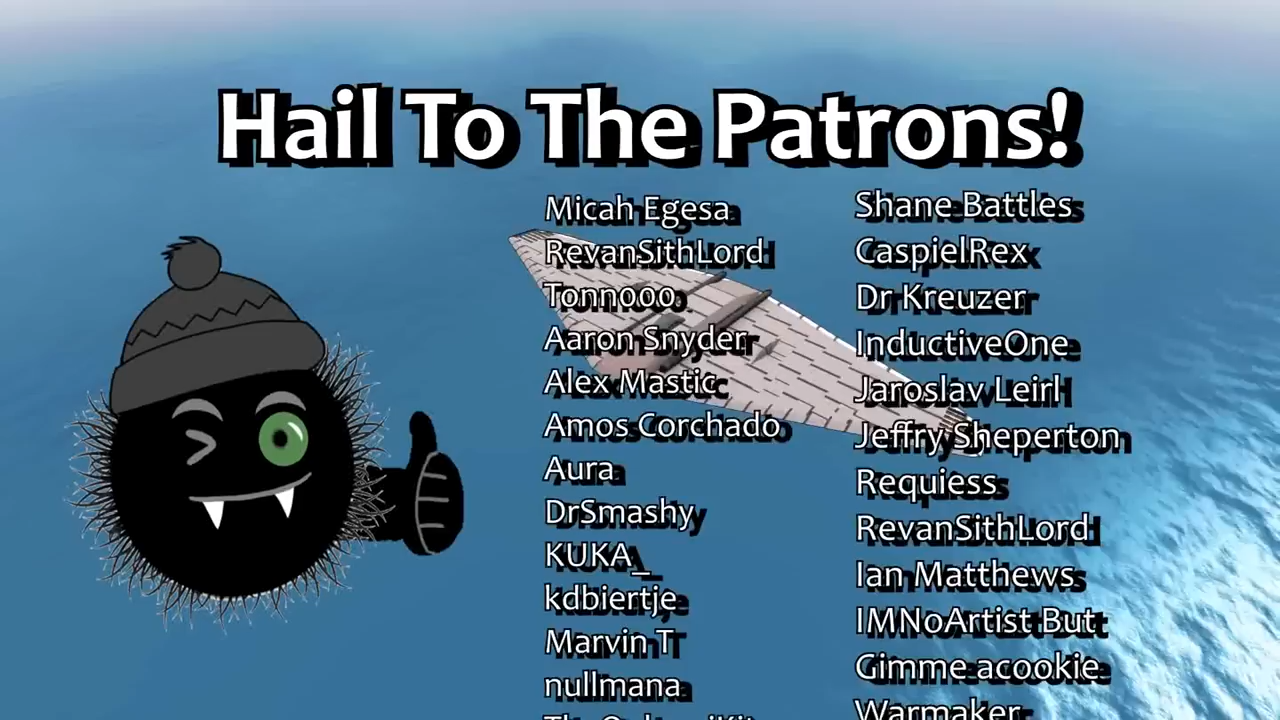 Hail To The Patrons!
Micah Egesa
RevanSithLord
Tonnooo
Aaron Snyder
Alex Mastic
Amos Corchado
Aura
DrSmashy
KUKA_
kdbiertje
Marvin T
nullmana
Shane Battles
CaspielRex
Dr Kreuzer
InductiveOne
Jaroslav Leirl
Jeffry Sheperton
Requiess
RevanSithLord
Ian Matthews
IMNoArtist But
Gimme acookie
Warmaker